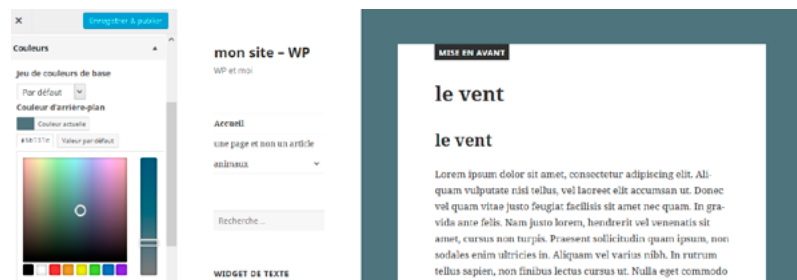 × Enregistrer & publier
Couleurs
Jeu de couleurs de base
Par défaut
Couleur d'arrière-plan
Couleur actuelle
Valeur par défaut
mon site – WP
WP et moi
Accueil
une page et non un article
animaux
Recherche ...
WIDGET DE TEXTE
MISE EN AVANT
le vent
le vent
Lorem ipsum dolor sit amet, consectetur adipiscing elit. Ali-
quam vulputate nisi tellus, vel laoreet elit accumsan ut. Donec
vel quam vitae justo feugiat facilisis sit amet nec quam. In gra-
vida ante felis. Nam justo lorem, hendrerit vel venenatis sit
amet, cursus non turpis. Praesent sollicitudin quam ipsum, non
sodales enim ultricies in. Aliquam vel varius nibh. In rutrum
tellus sapien, non finibus lectus cursus ut. Nulla eget commodo